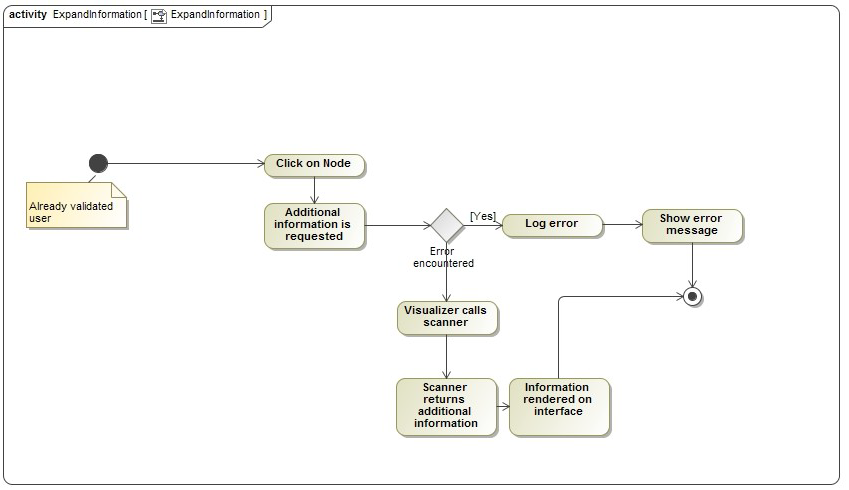 activity ExpandInformation [ ExpandInformation ]
Click on Node
Already validated
user
Additional
information is
requested
[Yes]
Error
encountered
Log error
Show error
message
Visualizer calls
scanner
Scanner
returns
additional
information
Information
rendered on
interface